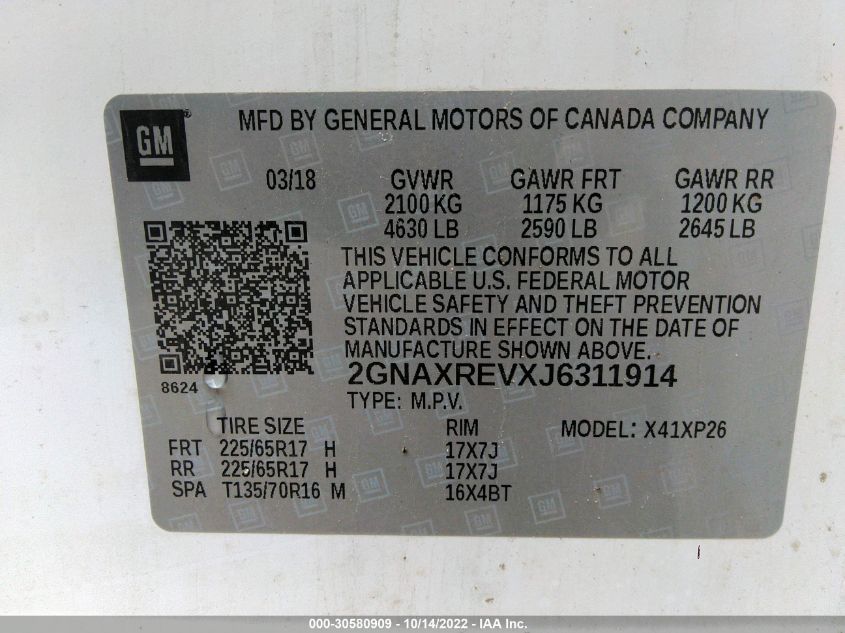 GM
MFD BY GENERAL MOTORS OF CANADA COMPANY
03/18 GVWR GAWR FRT GAWR RR
2100 KG 1175 KG 1200 KG
4630 LB 2590 LB 2645 LB
THIS VEHICLE CONFORMS TO ALL
APPLICABLE U.S. FEDERAL MOTOR
VEHICLE SAFETY AND THEFT PREVENTION
STANDARDS IN EFFECT ON THE DATE OF
MANUFACTURE SHOWN ABOVE.
8624 2GNAXREVXJ6311914
TYPE: M.P.V.
TIRE SIZE RIM MODEL: X41XP26
FRT 225/65R17 H 17X7J
RR 225/65R17 H 17X7J
SPA T135/70R16 M 16X4BT
000-30580909 - 10/14/2022 - IAA Inc.